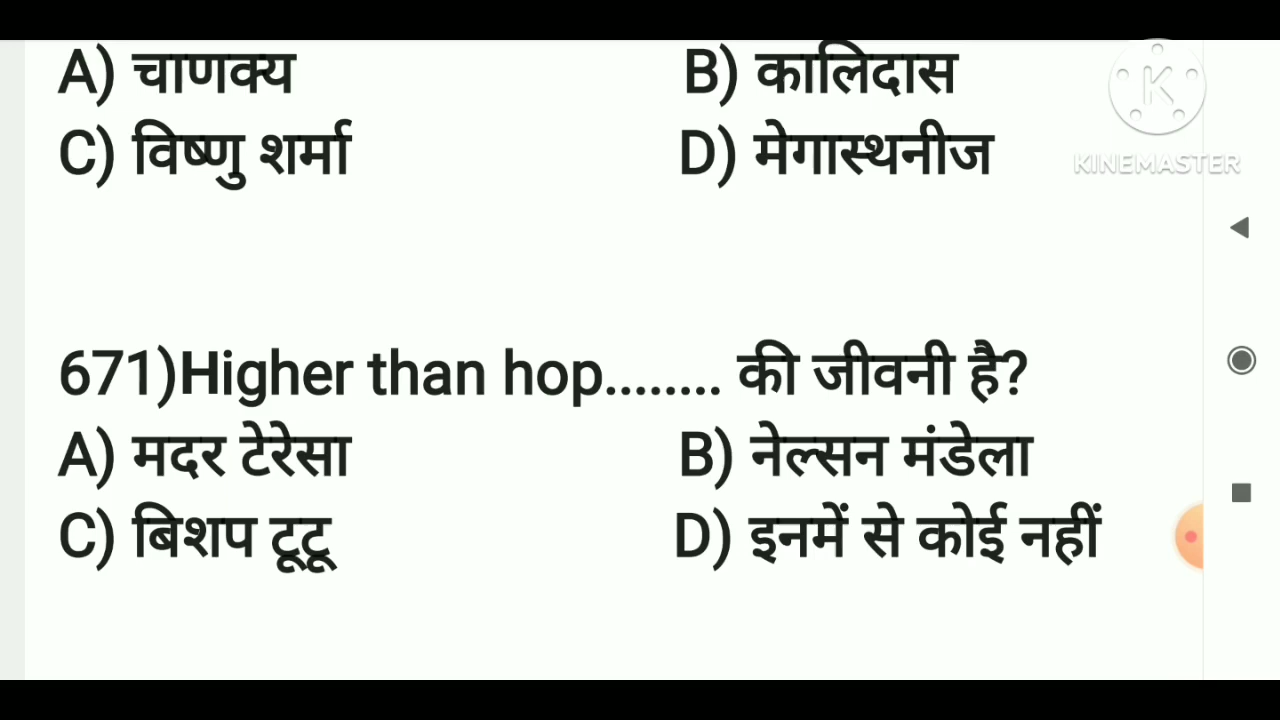 A) चाणक्य B) कालिदास
C) विष्णु शर्मा D) मेगास्थनीज
KINEMASTER
671)Higher than hop........ की जीवनी है?
A) मदर टेरेसा B) नेल्सन मंडेला
C) बिशप टूटू D) इनमें से कोई नहीं